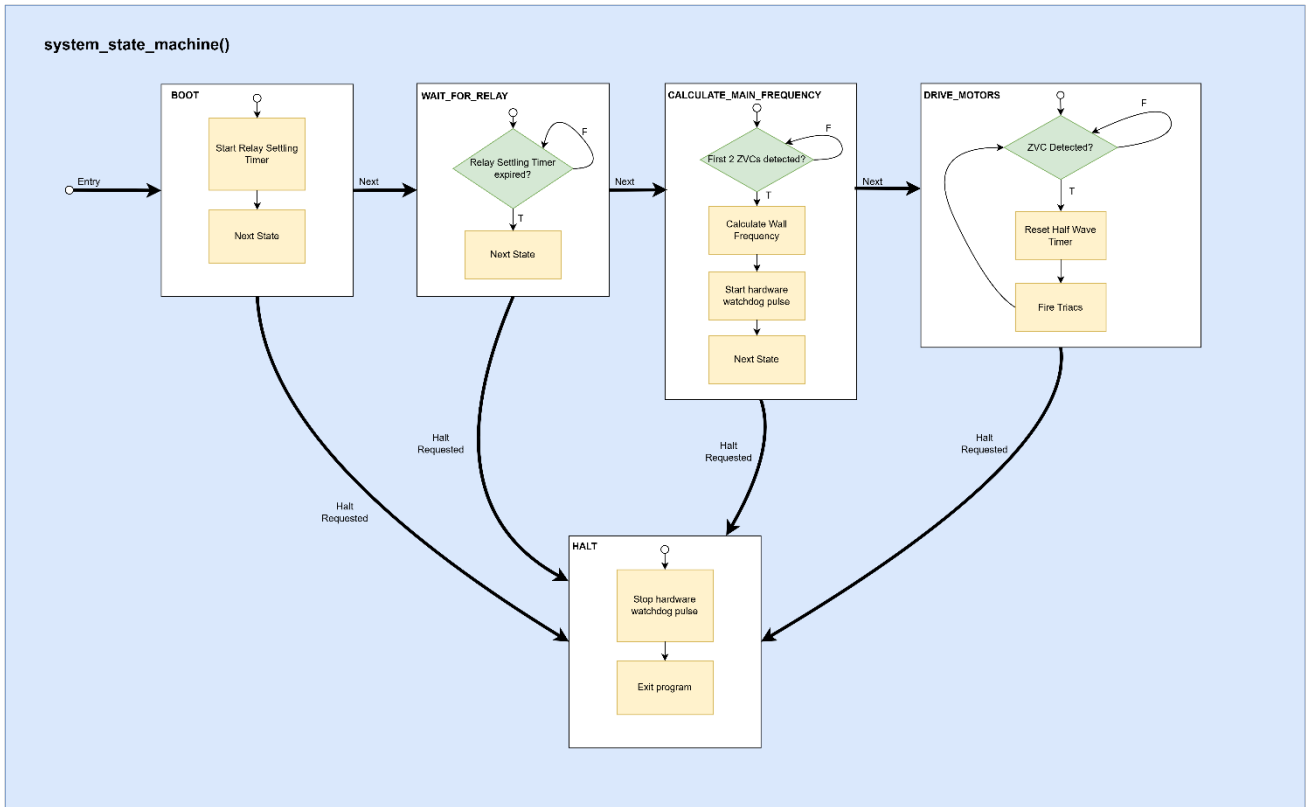 system_state_machine()
BOOT
Start Relay Settling
Timer
Next State
Entry
Next
WAIT_FOR_RELAY
F
Relay Settling Timer
expired?
T
Next State
Next
CALCULATE_MAIN_FREQUENCY
F
First 2 ZVCs detected?
T
Calculate Wall
Frequency
Start hardware
watchdog pulse
Next State
Next
DRIVE_MOTORS
F
ZVC Detected?
T
Reset Half Wave
Timer
Fire Triacs
Halt
Requested
Halt
Requested
Halt
Requested
Halt
Requested
HALT
Stop hardware
watchdog pulse
Exit program